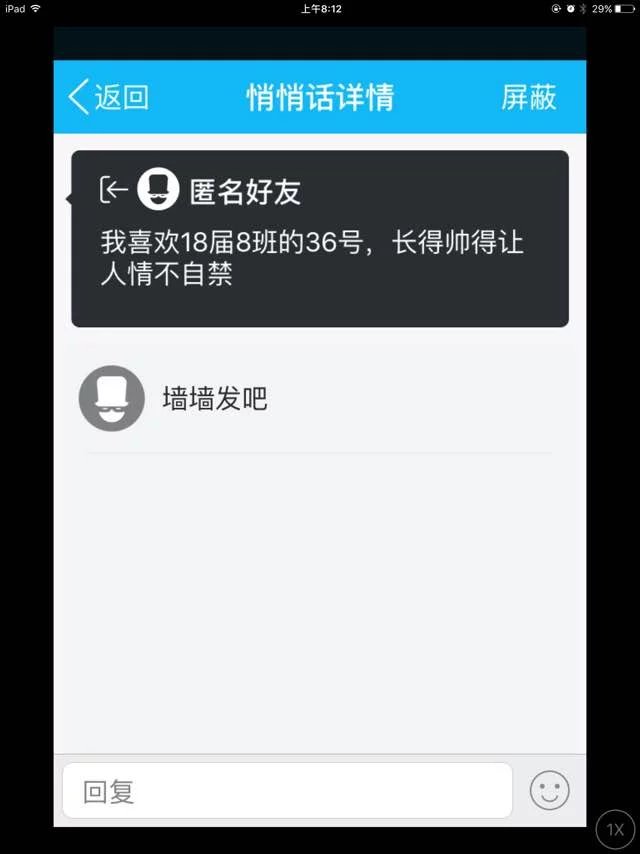 iPad 上午8:12 29%
返回 悄悄话详情 屏蔽
匿名好友
我喜欢18届8班的36号，长得帅得让
人情不自禁
墙墙发吧
回复
1X